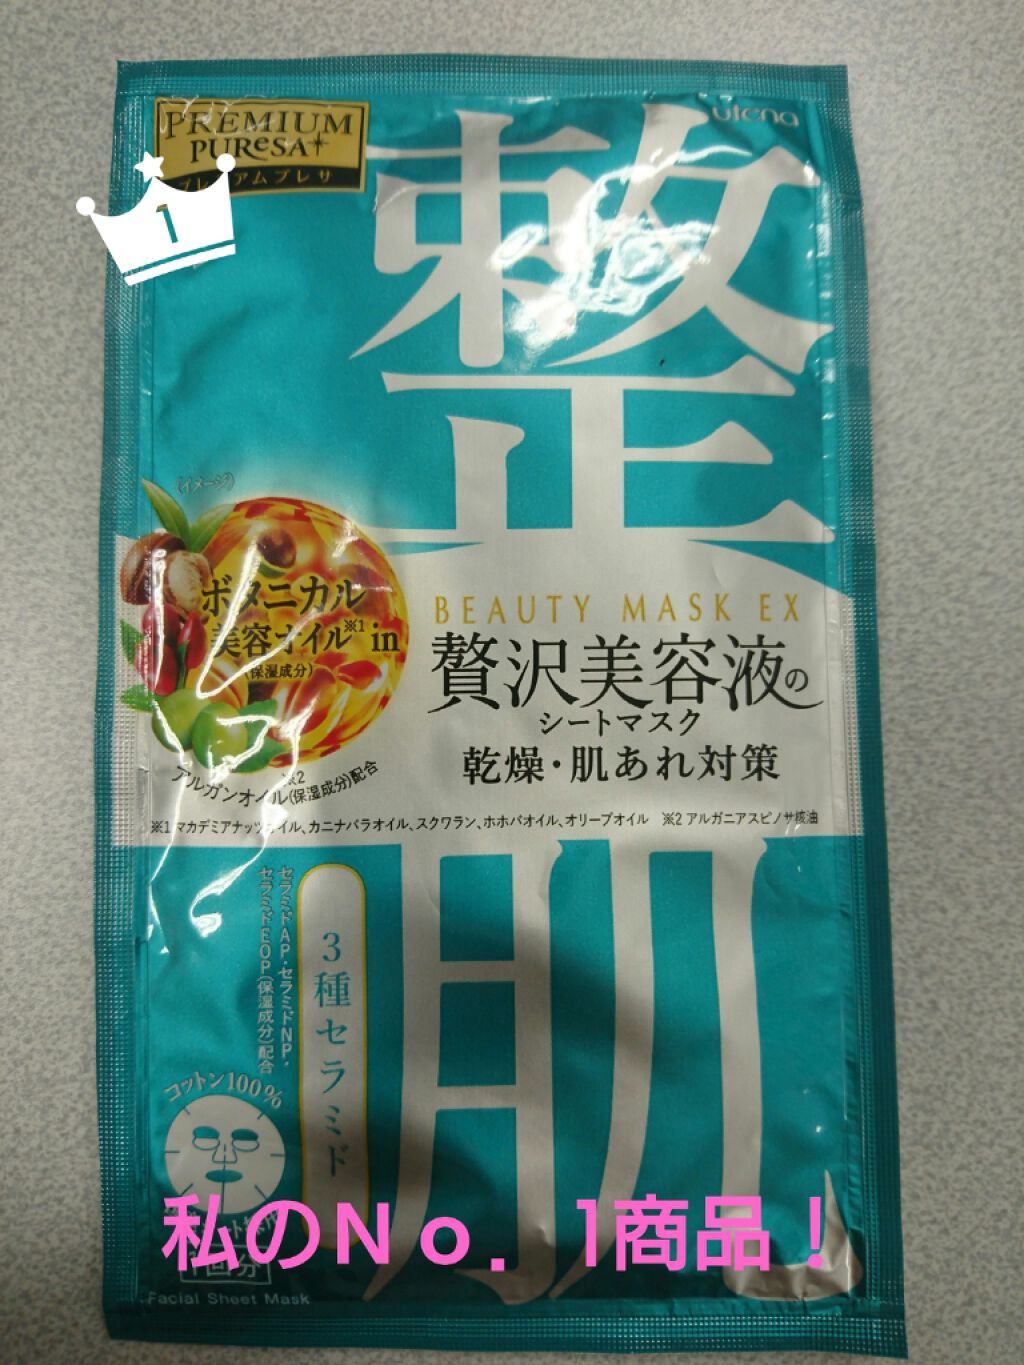 utena
PREMIUM
PUReSA
プレミアムプレサ
1
整
(イメージ)
ボタニカル
美容オイル※1 in
(保湿成分)
アルガンオイル※2(保湿成分)配合
BEAUTY MASK EX
贅沢美容液の
シートマスク
乾燥・肌あれ対策
※1 マカデミアナッツオイル、カニナバラオイル、スクワラン、ホホバオイル、オリーブオイル ※2 アルガニアスピノサ核油
肌
3種セラミド
セラミドAP・セラミドNP・
セラミドEOP(保湿成分)配合
コットン100%
私のNo.1商品!
1回分
Facial Sheet Mask